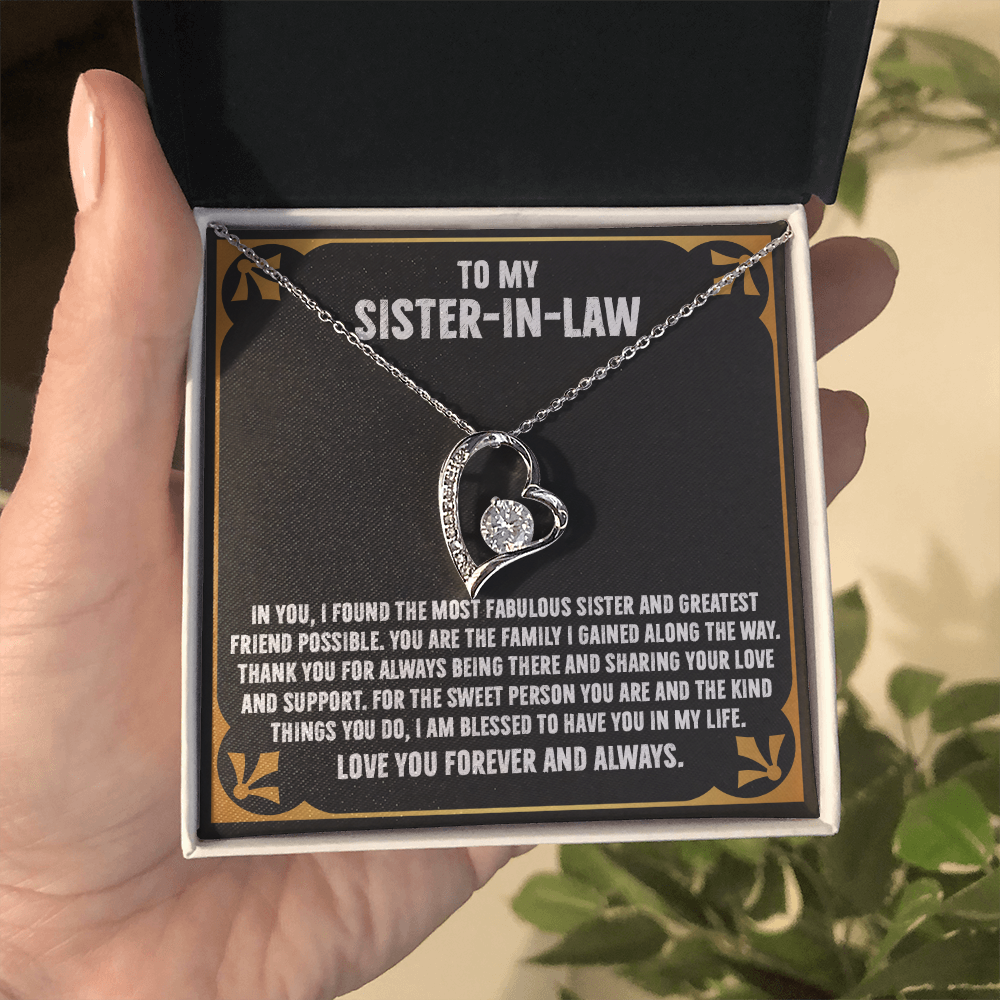 TO MY
SISTER-IN-LAW
IN YOU, I FOUND THE MOST FABULOUS SISTER AND GREATEST
FRIEND POSSIBLE. YOU ARE THE FAMILY I GAINED ALONG THE WAY.
THANK YOU FOR ALWAYS BEING THERE AND SHARING YOUR LOVE
AND SUPPORT. FOR THE SWEET PERSON YOU ARE AND THE KIND
THINGS YOU DO, I AM BLESSED TO HAVE YOU IN MY LIFE.
LOVE YOU FOREVER AND ALWAYS.